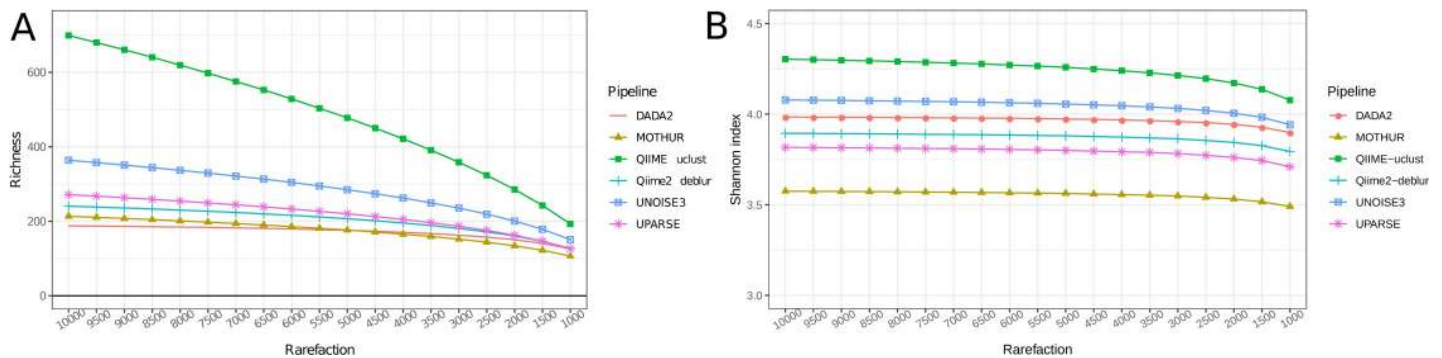 A
600
400
200
0
Richness
10000 9500 9000 8500 8000 7500 7000 6500 6000 5500 5000 4500 4000 3500 3000 2500 2000 1500 1000
Rarefaction
Pipeline
DADA2
MOTHUR
QIIME uclust
Qiime2 deblur
UNOISE3
UPARSE
B
4.5
4.0
3.5
3.0
Shannon index
10000 9500 9000 8500 8000 7500 7000 6500 6000 5500 5000 4500 4000 3500 3000 2500 2000 1500 1000
Rarefaction
Pipeline
DADA2
MOTHUR
QIIME-uclust
Qiime2-deblur
UNOISE3
UPARSE